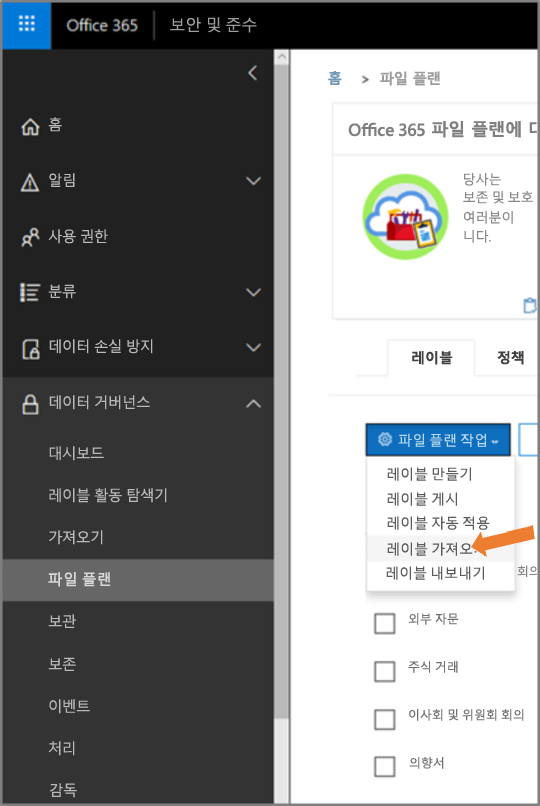 Office 365 보안 및 준수
홈
알림
사용 권한
분류
데이터 손실 방지
데이터 거버넌스
대시보드
레이블 활동 탐색기
가져오기
파일 플랜
보관
보존
이벤트
처리
감독
홈 > 파일 플랜
Office 365 파일 플랜에
당사는
보존 및 보호
여러분이
니다.
레이블 정책
파일 플랜 작업
레이블 만들기
레이블 게시
레이블 자동 적용
레이블 가져오
레이블 내보내기
회의
외부 자문
주식 거래
이사회 및 위원회 회의
의향서